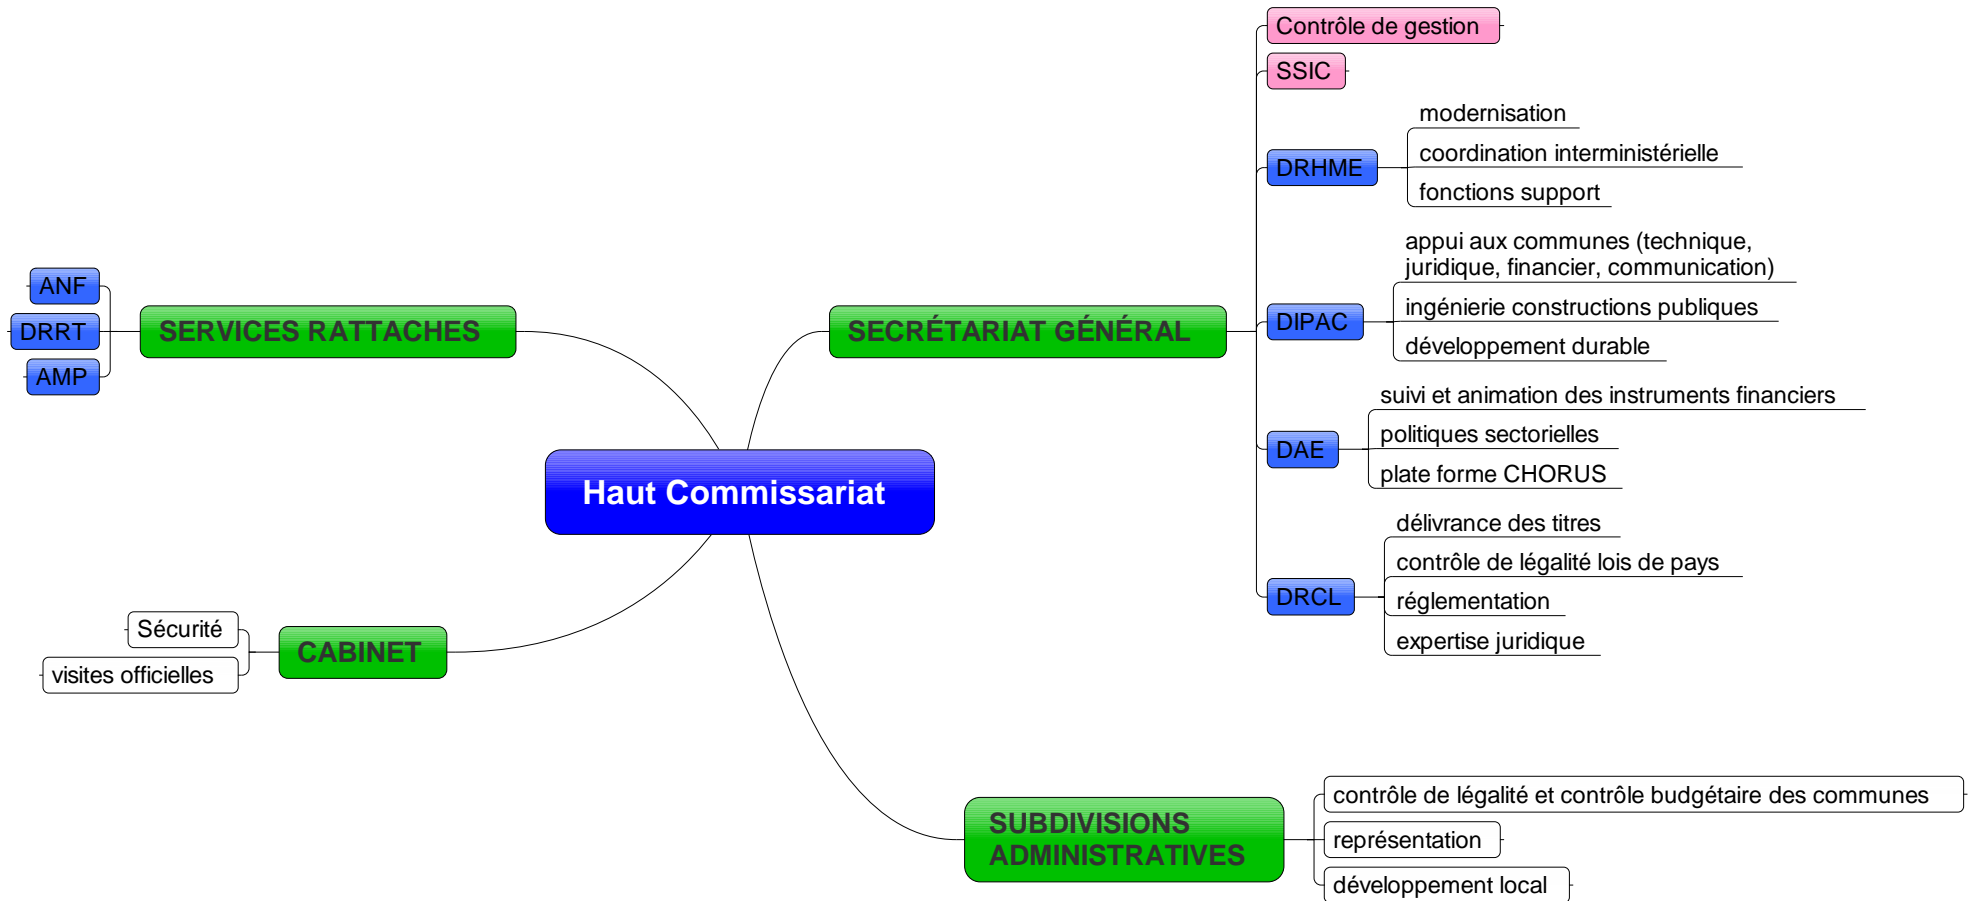 Haut Commissariat
SERVICES RATTACHES
ANF
DRRT
AMP
CABINET
Sécurité
visites officielles
SECRÉTARIAT GÉNÉRAL
Contrôle de gestion
SSIC
DRHME
modernisation
coordination interministérielle
fonctions support
DIPAC
appui aux communes (technique,
juridique, financier, communication)
ingénierie constructions publiques
développement durable
DAE
suivi et animation des instruments financiers
politiques sectorielles
plate forme CHORUS
DRCL
délivrance des titres
contrôle de légalité lois de pays
réglementation
expertise juridique
SUBDIVISIONS
ADMINISTRATIVES
contrôle de légalité et contrôle budgétaire des communes
représentation
développement local